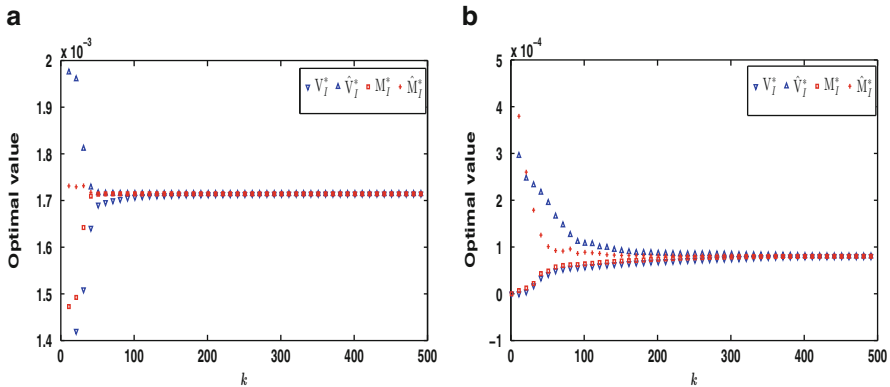 a
b
x 10⁻³
2
1.9
1.8
1.7
1.6
1.5
1.4
0 100 200 300 400 500
k
Optimal value
V*_I V̂*_I M*_I M̂*_I
x 10⁻⁴
5
4
3
2
1
0
−1
0 100 200 300 400 500
k
Optimal value
V*_I V̂*_I M*_I M̂*_I